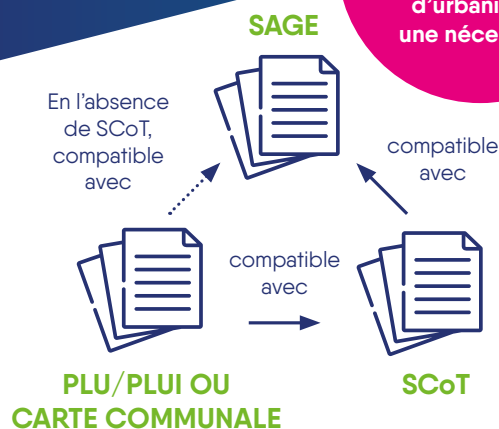 d'urbani
une néce
SAGE
En l'absence
de SCoT,
compatible
avec
compatible
avec
compatible
avec
PLU/PLUI OU
CARTE COMMUNALE
SCoT